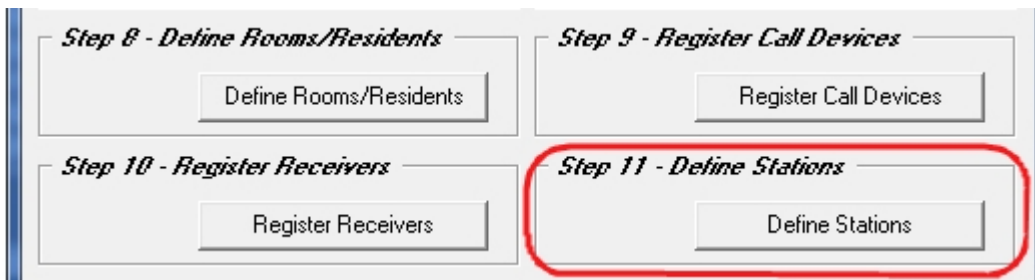 Step 8 - Define Rooms/Residents
Define Rooms/Residents
Step 9 - Register Call Devices
Register Call Devices
Step 10 - Register Receivers
Register Receivers
Step 11 - Define Stations
Define Stations